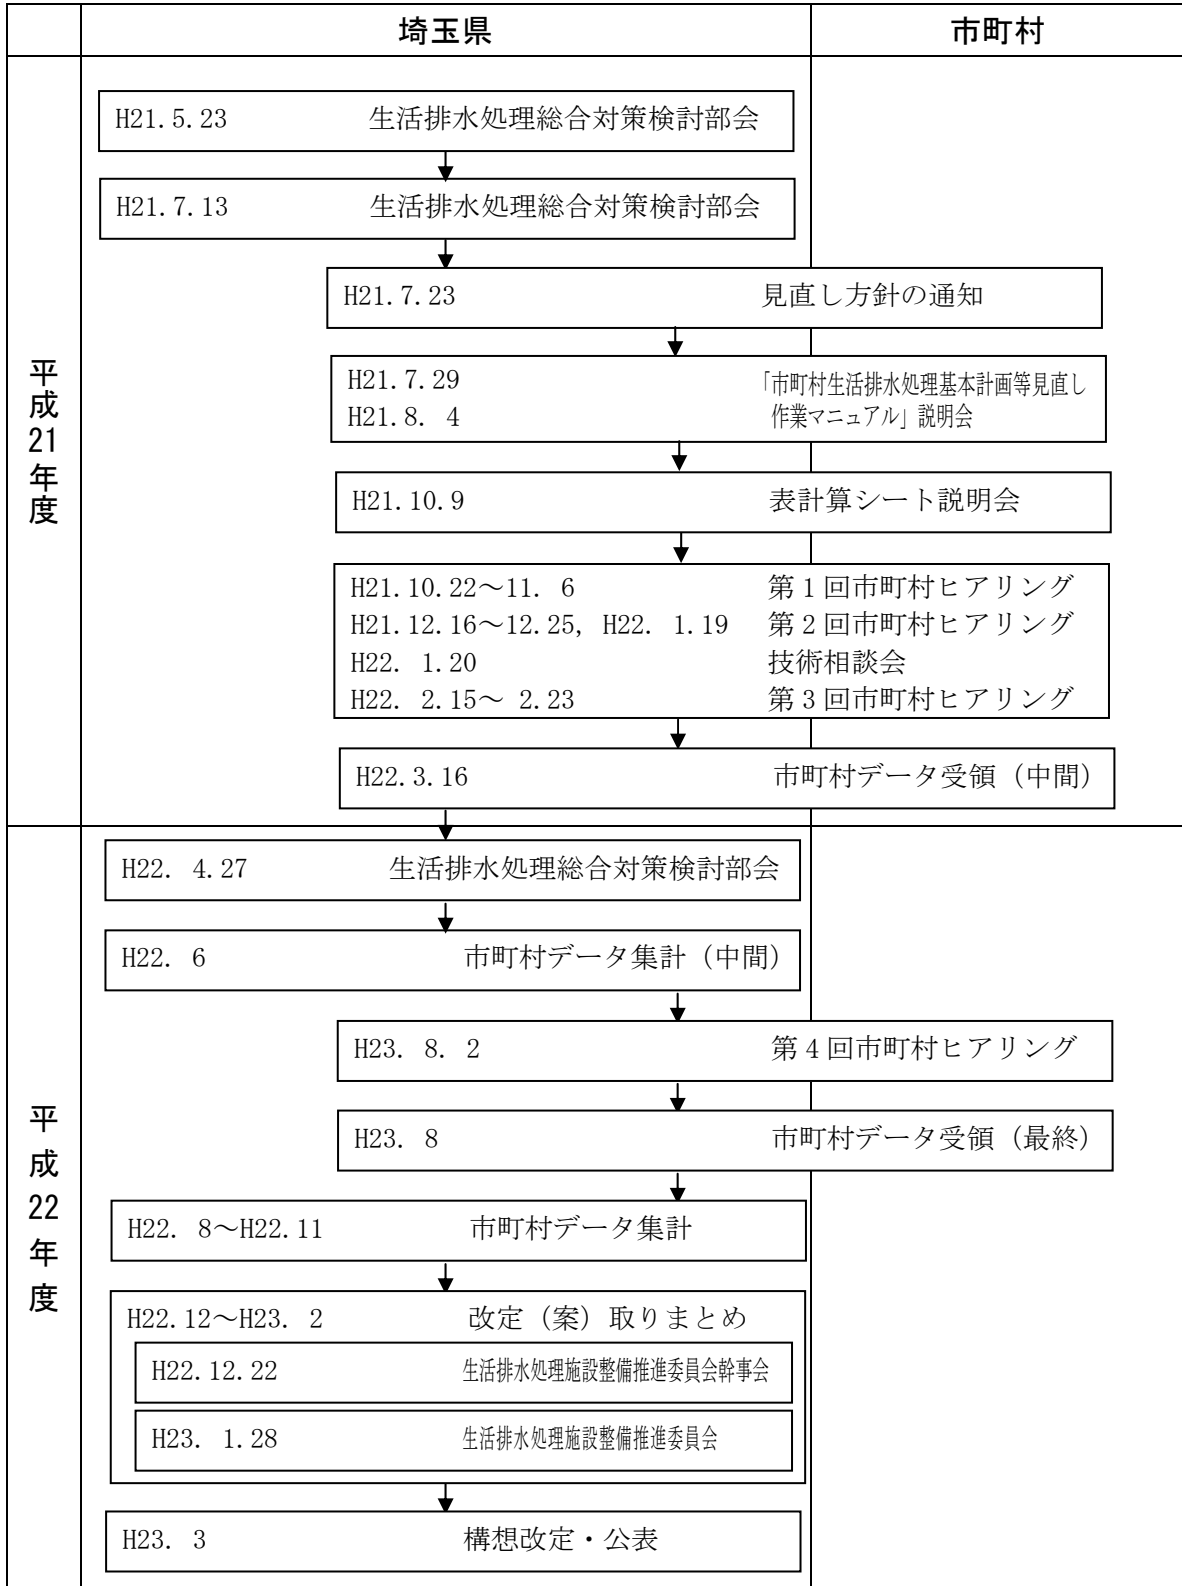 埼玉県 市町村
平成21年度
H21.5.23 生活排水処理総合対策検討部会
H21.7.13 生活排水処理総合対策検討部会
H21.7.23 見直し方針の通知
H21.7.29 「市町村生活排水処理基本計画等見直し
H21.8. 4 作業マニュアル」説明会
H21.10.9 表計算シート説明会
H21.10.22～11. 6 第1回市町村ヒアリング
H21.12.16～12.25, H22. 1.19 第2回市町村ヒアリング
H22. 1.20 技術相談会
H22. 2.15～ 2.23 第3回市町村ヒアリング
H22.3.16 市町村データ受領（中間）
平成22年度
H22. 4.27 生活排水処理総合対策検討部会
H22. 6 市町村データ集計（中間）
H23. 8. 2 第4回市町村ヒアリング
H23. 8 市町村データ受領（最終）
H22. 8～H22.11 市町村データ集計
H22.12～H23. 2 改定（案）取りまとめ
H22.12.22 生活排水処理施設整備推進委員会幹事会
H23. 1.28 生活排水処理施設整備推進委員会
H23. 3 構想改定・公表